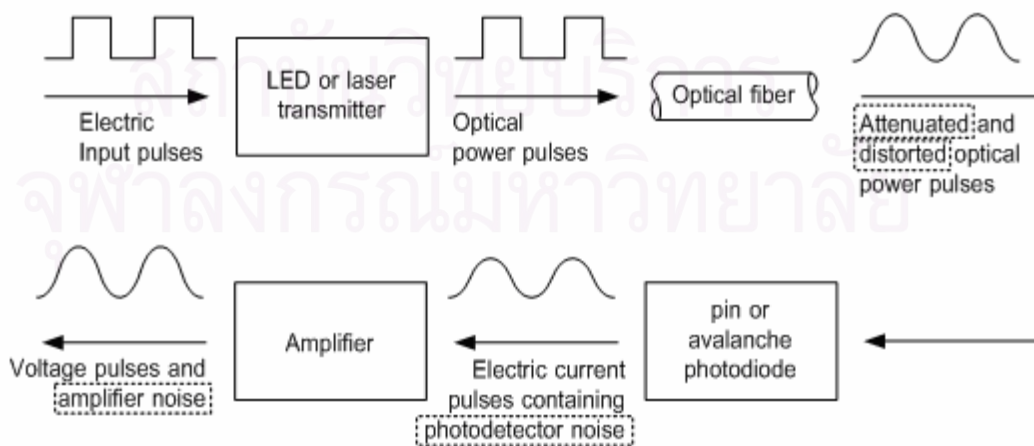 สถาบันวิทยบริการ
จุฬาลงกรณ์มหาวิทยาลัย
LED or laser
transmitter
Optical fiber
Electric
Input pulses
Optical
power pulses
Attenuated and
distorted optical
power pulses
Amplifier
pin or
avalanche
photodiode
Voltage pulses and
amplifier noise
Electric current
pulses containing
photodetector noise